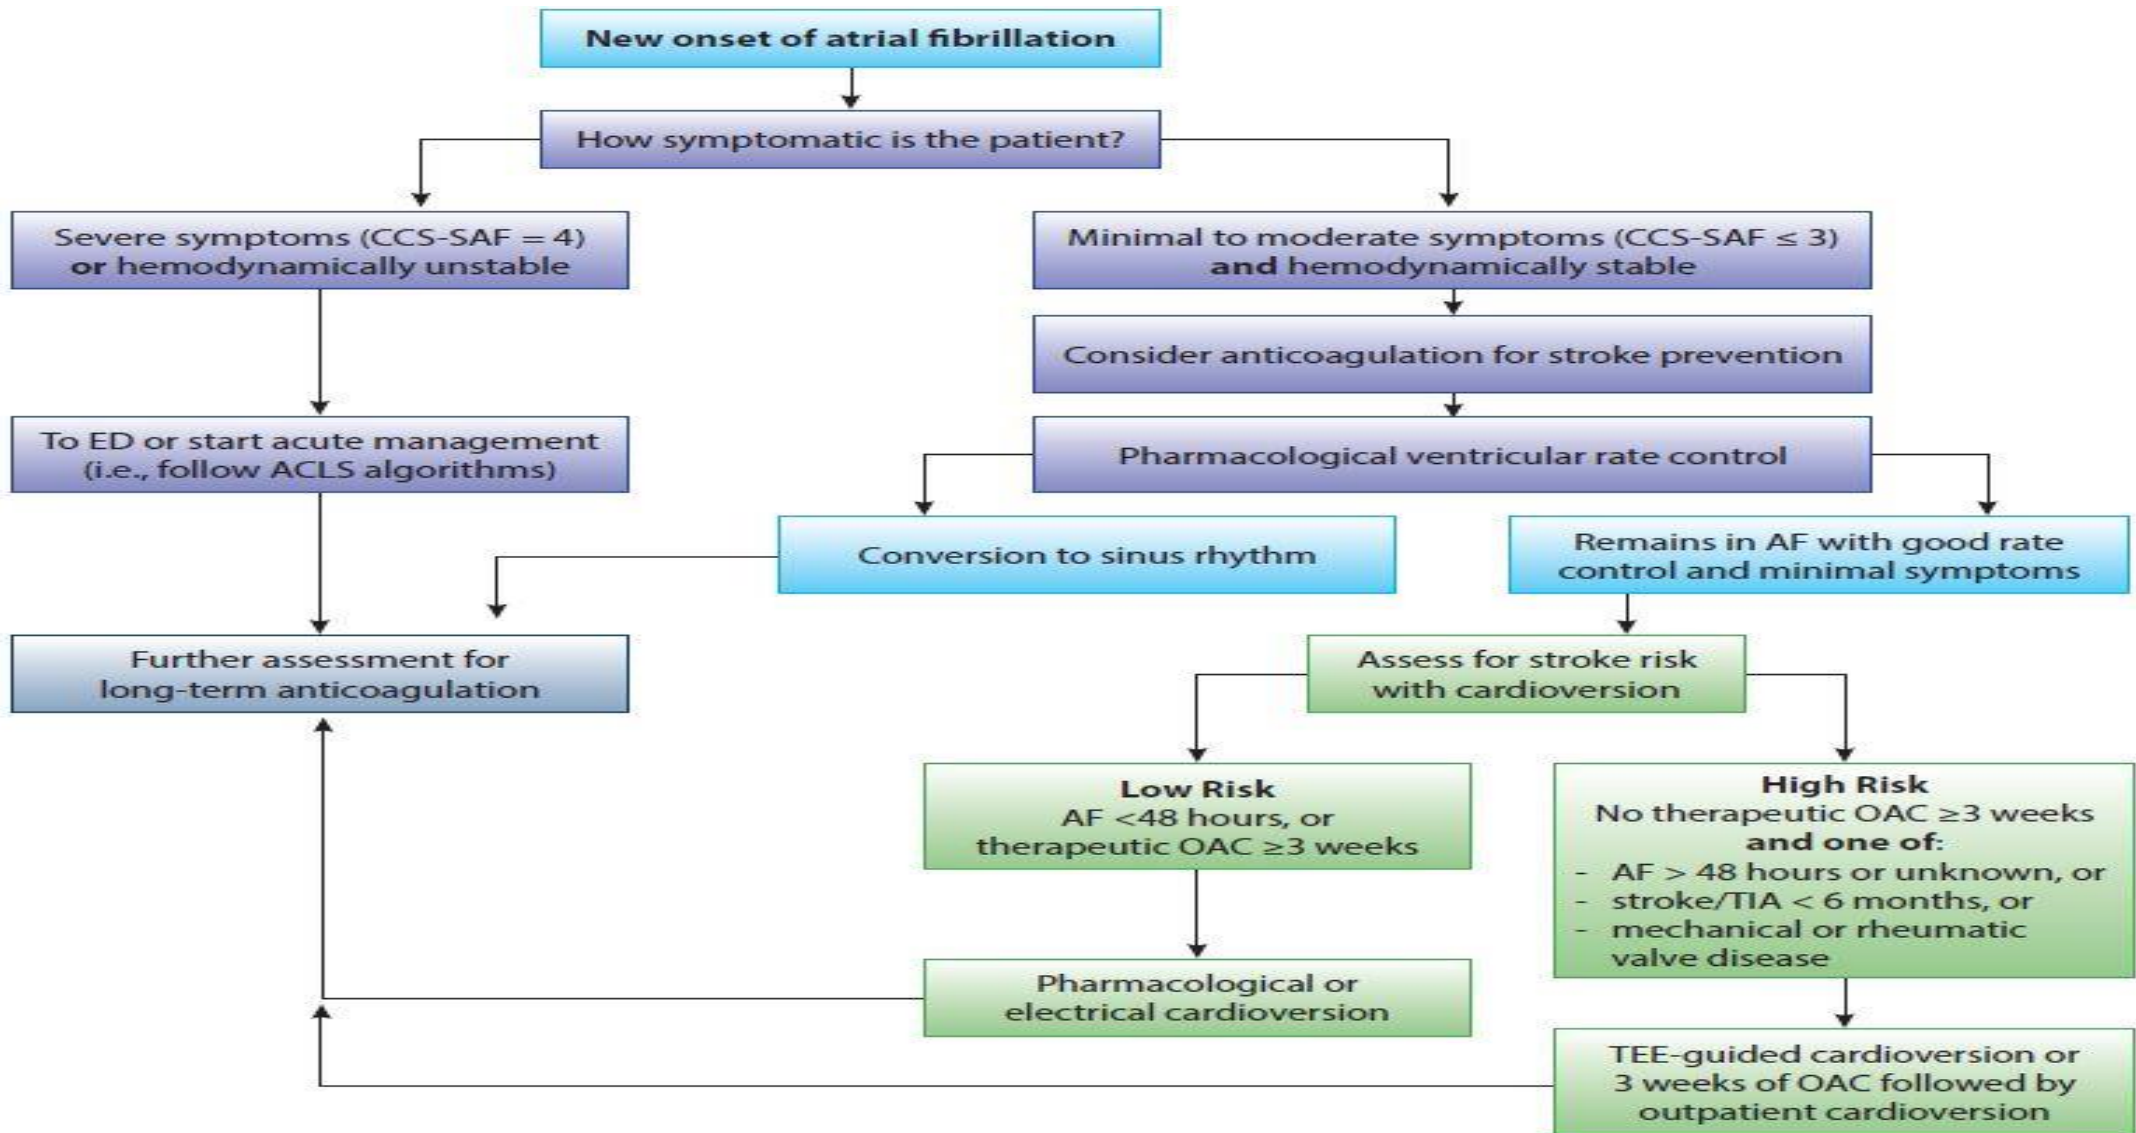 New onset of atrial fibrillation
How symptomatic is the patient?
Severe symptoms (CCS-SAF = 4)
or hemodynamically unstable
Minimal to moderate symptoms (CCS-SAF ≤ 3)
and hemodynamically stable
Consider anticoagulation for stroke prevention
To ED or start acute management
(i.e., follow ACLS algorithms)
Pharmacological ventricular rate control
Conversion to sinus rhythm
Remains in AF with good rate
control and minimal symptoms
Further assessment for
long-term anticoagulation
Assess for stroke risk
with cardioversion
Low Risk
AF <48 hours, or
therapeutic OAC ≥3 weeks
High Risk
No therapeutic OAC ≥3 weeks
and one of:
- AF > 48 hours or unknown, or
- stroke/TIA < 6 months, or
- mechanical or rheumatic
valve disease
Pharmacological or
electrical cardioversion
TEE-guided cardioversion or
3 weeks of OAC followed by
outpatient cardioversion